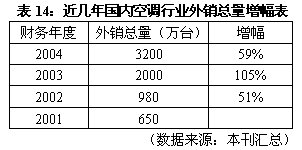 表 14：近几年国内空调行业外销总量增幅表
财务年度 外销总量（万台） 增幅
2004 3200 59%
2003 2000 105%
2002 980 51%
2001 650
（数据来源：本刊汇总）